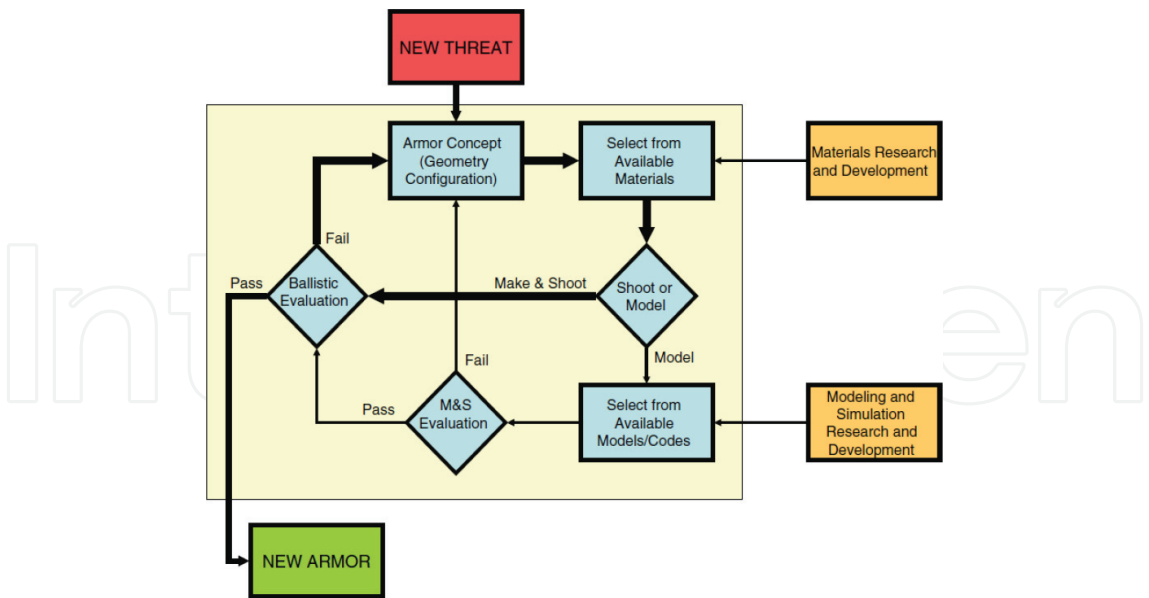 NEW THREAT
Armor Concept
(Geometry
Configuration)
Select from
Available
Materials
Materials Research
and Development
Fail
Pass
Ballistic
Evaluation
Make & Shoot
Shoot or
Model
Fail
Model
Pass
M&S
Evaluation
Select from
Available
Models/Codes
Modeling and
Simulation
Research and
Development
NEW ARMOR
Int
en